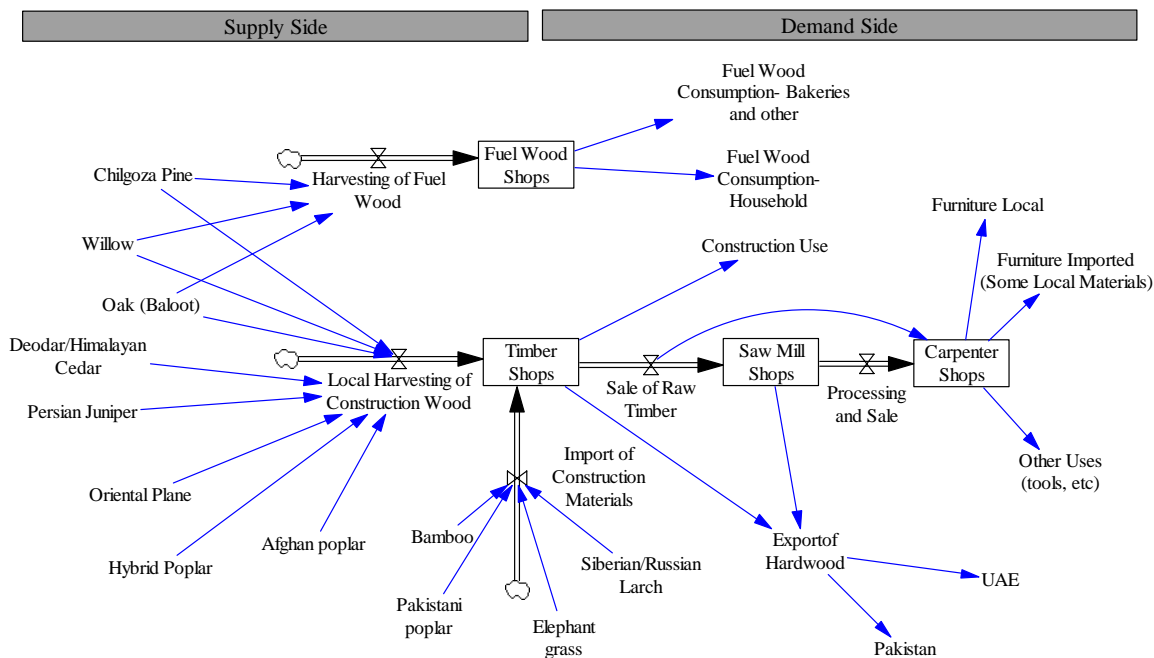 Supply Side
Demand Side
Fuel Wood
Consumption- Bakeries
and other
Fuel Wood
Shops
Fuel Wood
Consumption-
Household
Chilgoza Pine
Harvesting of Fuel
Wood
Willow
Oak (Baloot)
Construction Use
Furniture Local
Furniture Imported
(Some Local Materials)
Deodar/Himalayan
Cedar
Timber
Shops
Saw Mill
Shops
Carpenter
Shops
Local Harvesting of
Construction Wood
Sale of Raw
Timber
Processing
and Sale
Persian Juniper
Import of
Construction
Materials
Other Uses
(tools, etc)
Oriental Plane
Afghan poplar
Bamboo
Hybrid Poplar
Siberian/Russian
Larch
Exportof
Hardwood
UAE
Pakistani
poplar
Elephant
grass
Pakistan